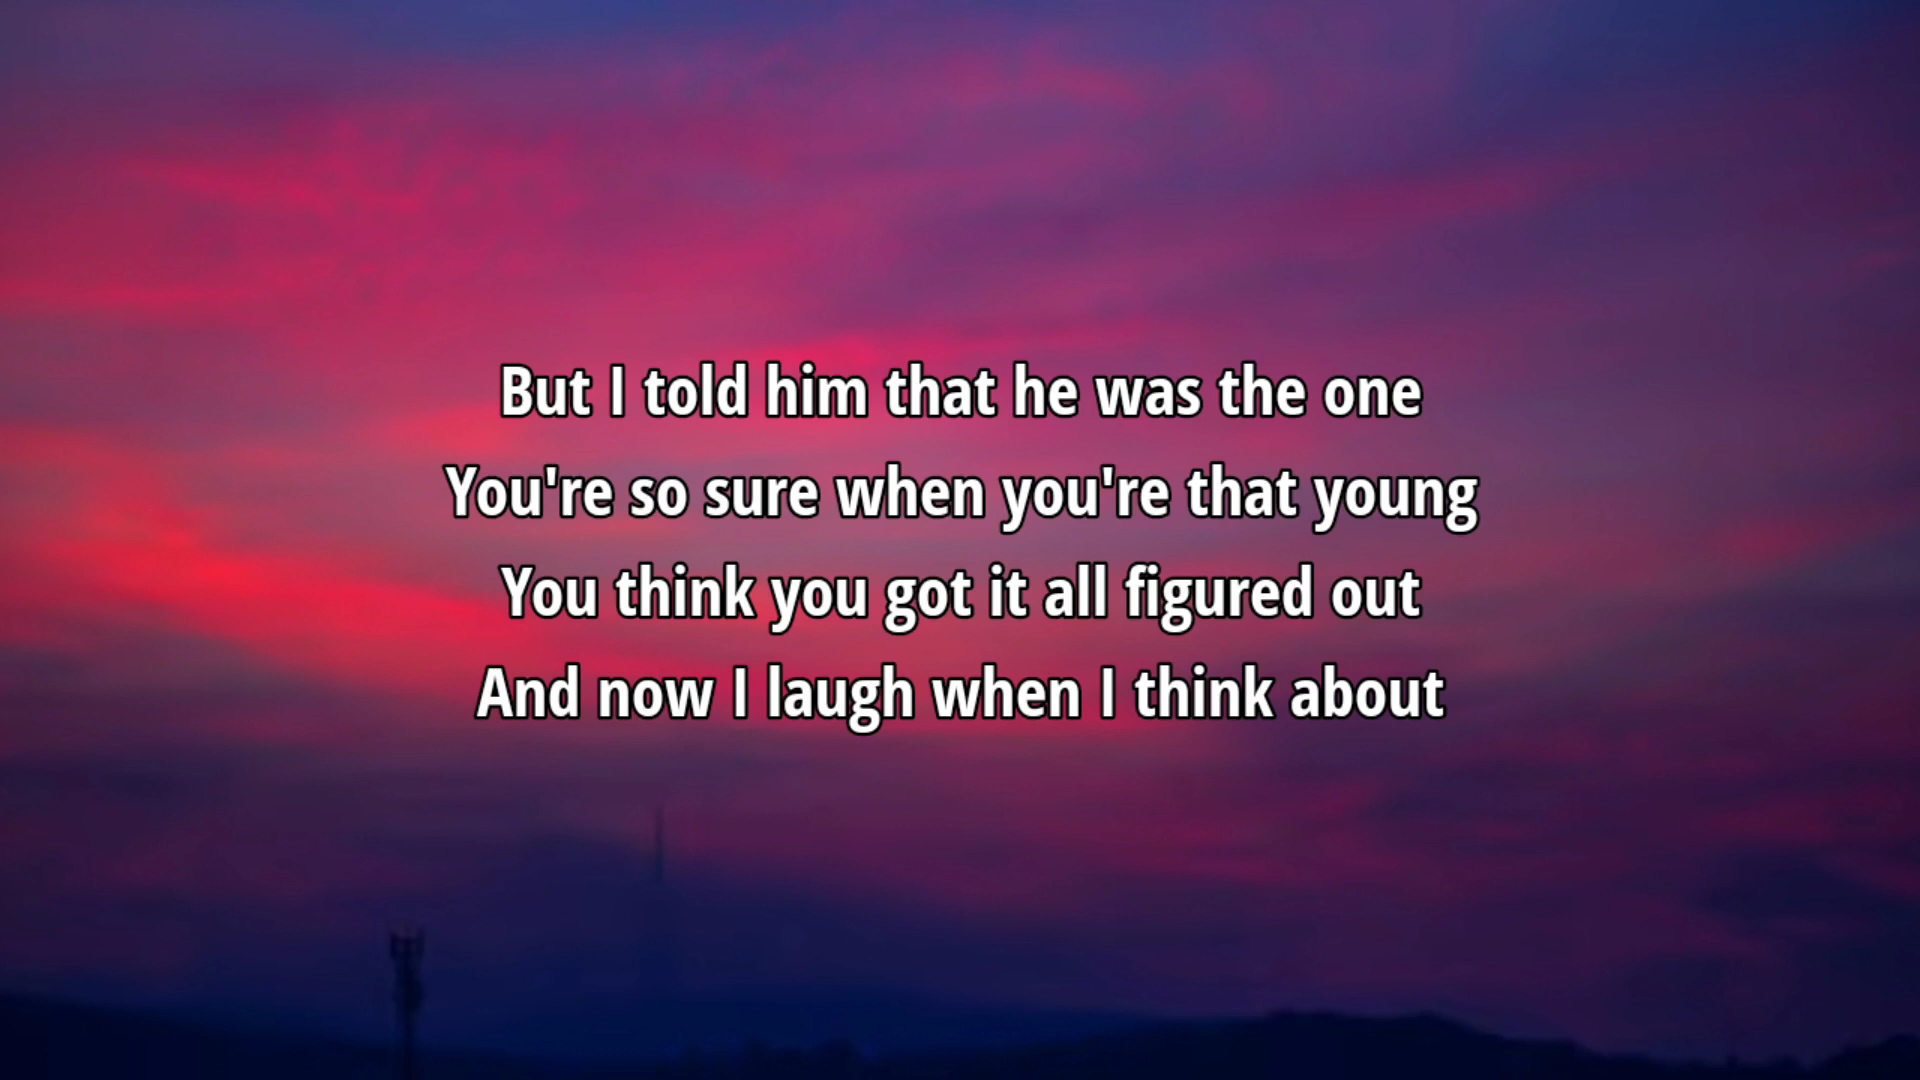 But I told him that he was the one
You're so sure when you're that young
You think you got it all figured out
And now I laugh when I think about